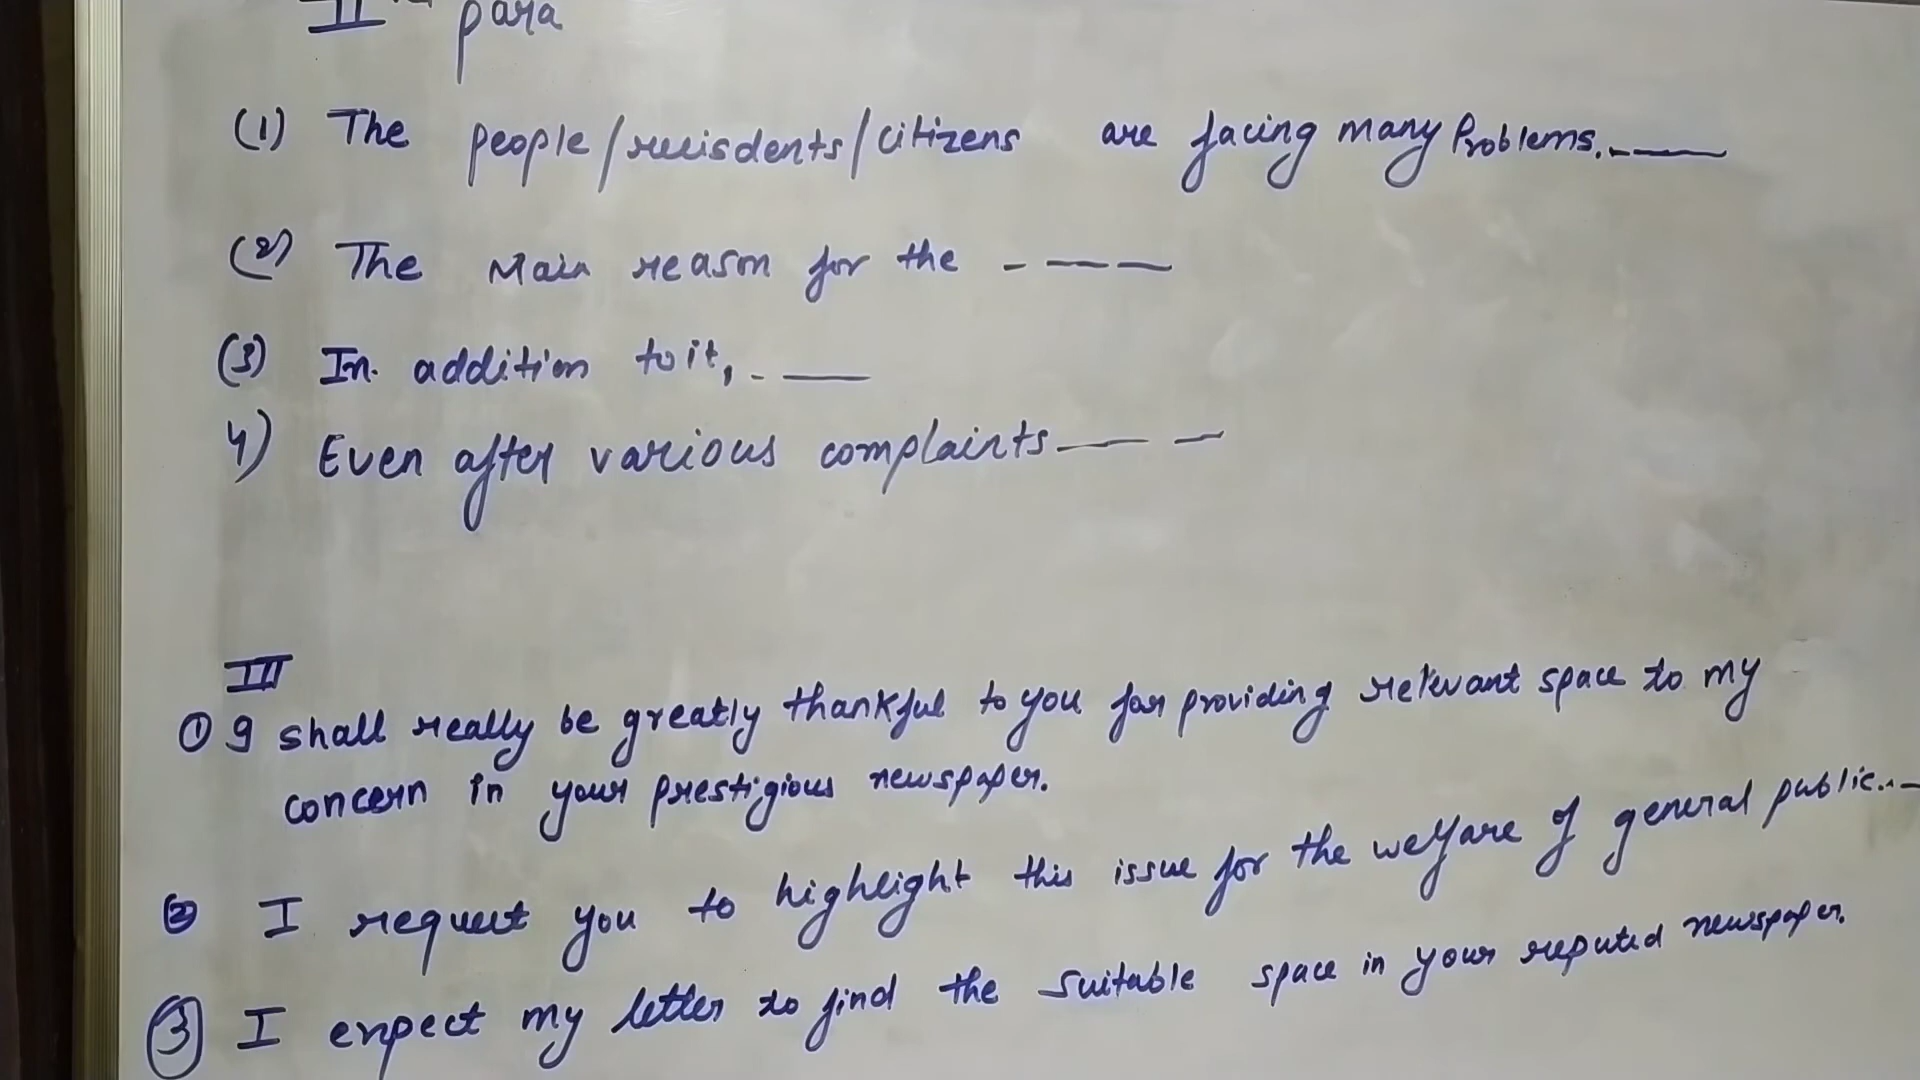 II para
(1) The people/recisdents/citizens are facing many Problems.
(2) The Main reason for the ----
(3) In addition to it, - —
4) Even after various complaints — —
III
① I shall really be greatly thankful to you for providing relevant space to my
concern in your prestigious newspaper.
② I request you to highlight this issue for the welfare of general public..-
③ I expect my letter to find the suitable space in your reputed newspaper.